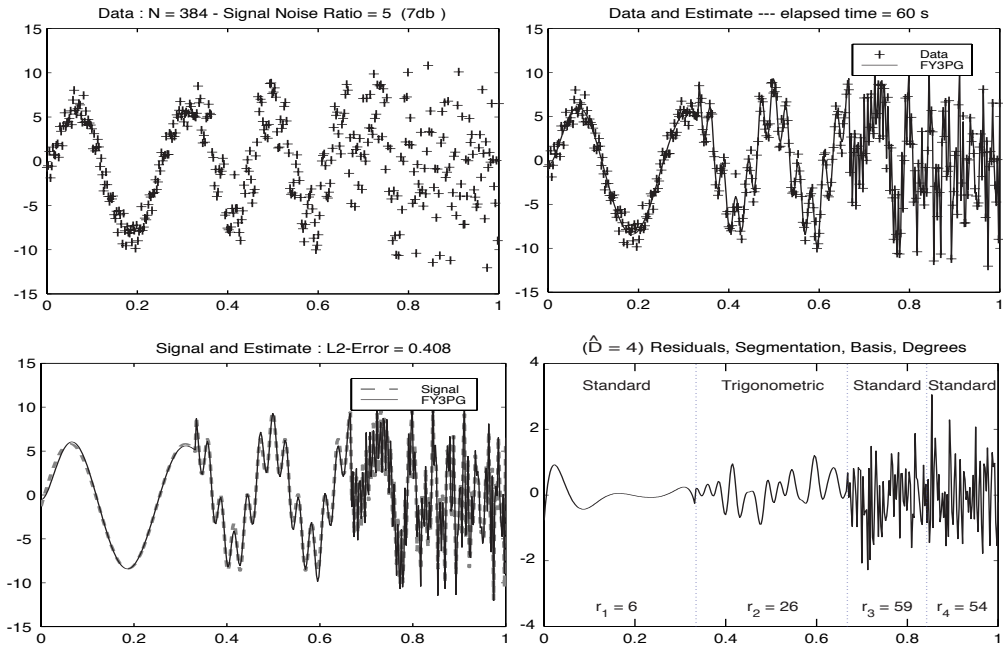 Data : N = 384 - Signal Noise Ratio = 5 (7db )
15
10
5
0
-5
-10
-15
0 0.2 0.4 0.6 0.8 1
Data and Estimate --- elapsed time = 60 s
15
10
5
0
-5
-10
-15
Data
FY3PG
0 0.2 0.4 0.6 0.8 1
Signal and Estimate : L2-Error = 0.408
15
10
5
0
-5
-10
-15
Signal
FY3PG
0 0.2 0.4 0.6 0.8 1
(D̂ = 4) Residuals, Segmentation, Basis, Degrees
4
2
0
-2
-4
Standard Trigonometric Standard Standard
r₁ = 6 r₂ = 26 r₃ = 59 r₄ = 54
0 0.2 0.4 0.6 0.8 1